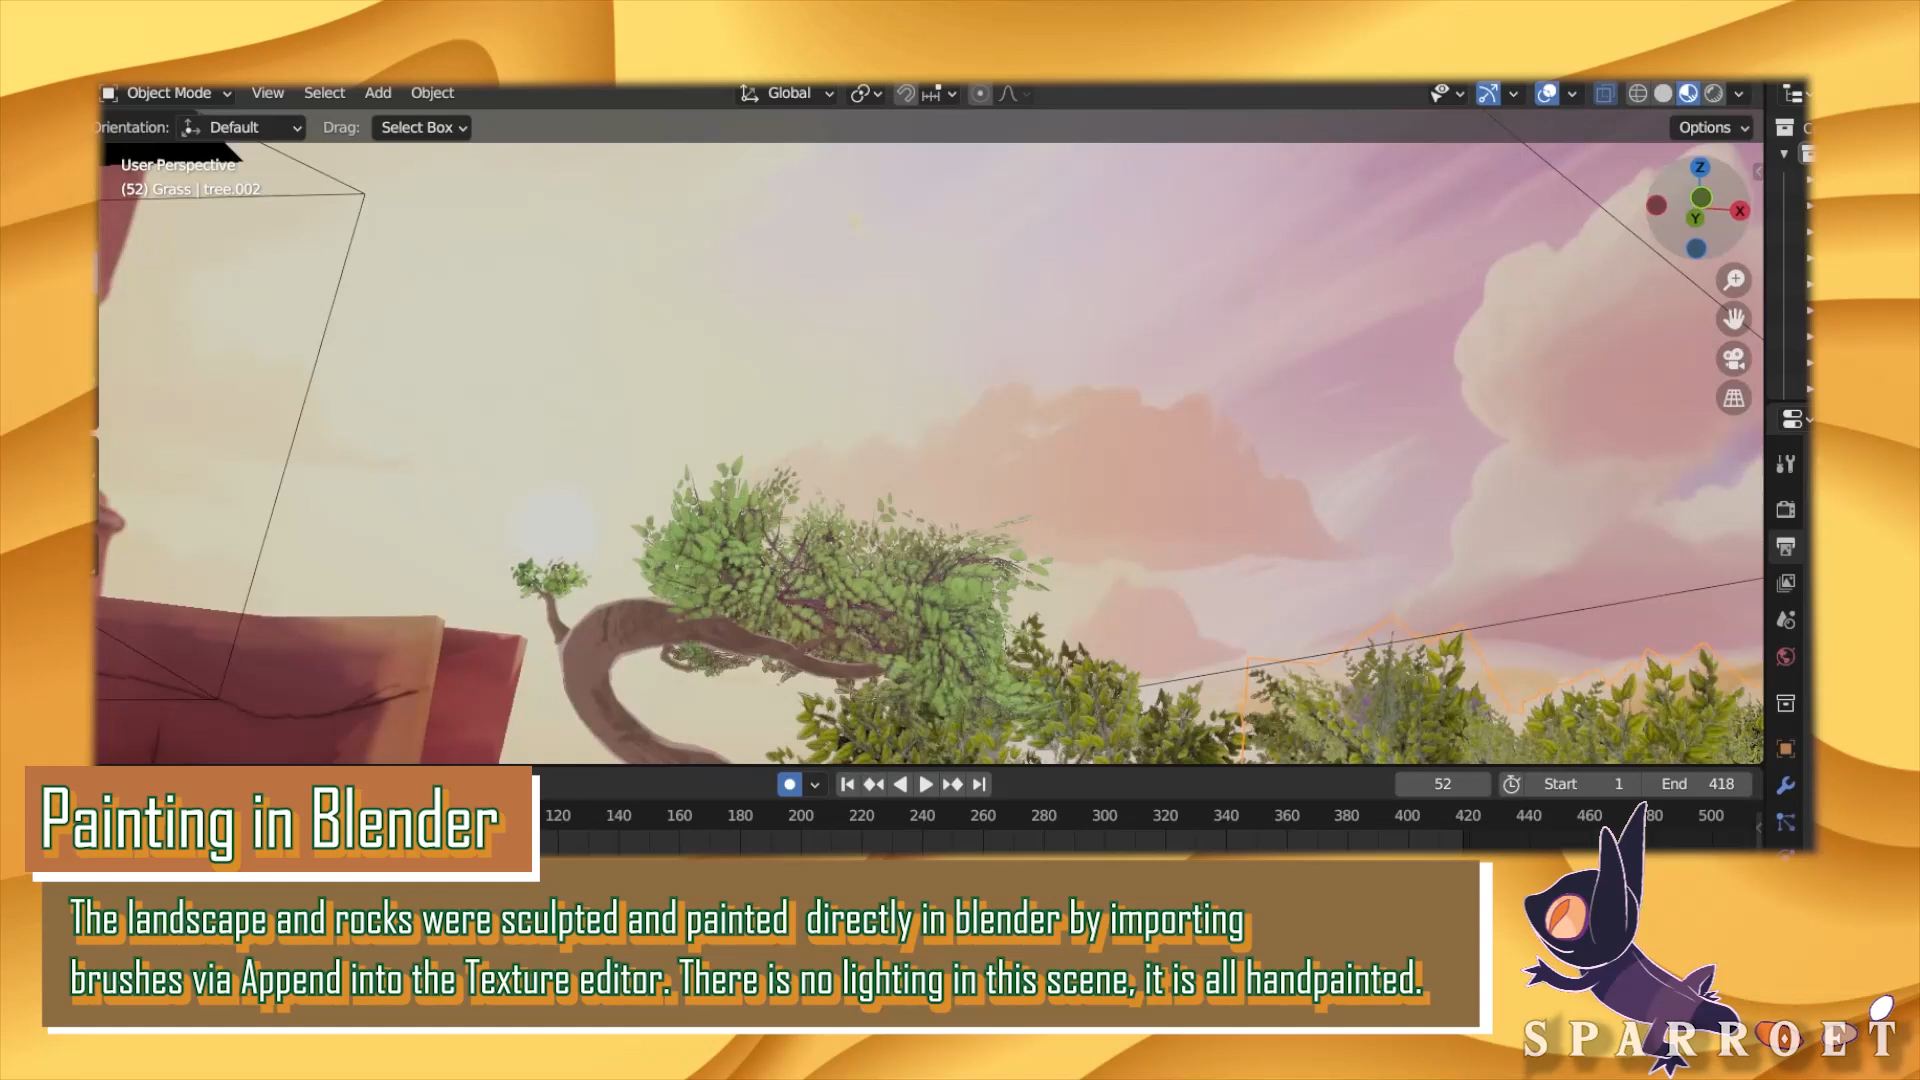 Object Mode View Select Add Object Global
Orientation: Default Drag: Select Box Options
User Perspective
(52) Grass | tree.002
Z
X
Y
52 Start 1 End 418
120 140 160 180 200 220 240 260 280 300 320 340 360 380 400 420 440 460 80 500
Painting in Blender
The landscape and rocks were sculpted and painted directly in blender by importing
brushes via Append into the Texture editor. There is no lighting in this scene, it is all handpainted.
SPARROET